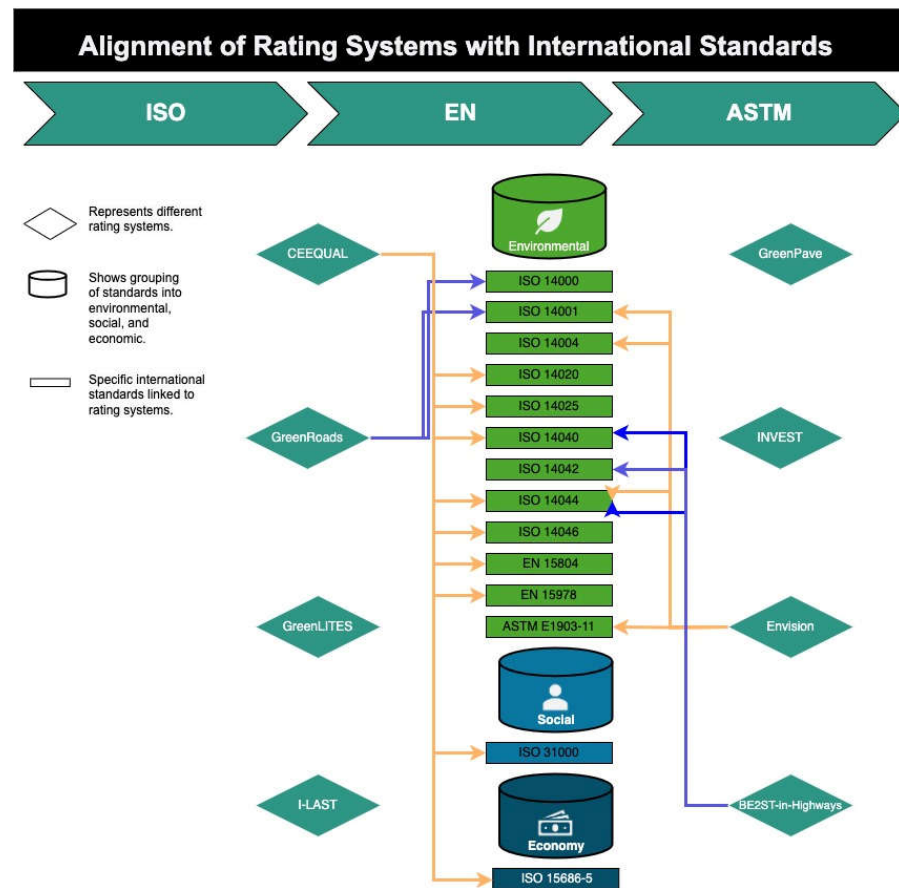 Alignment of Rating Systems with International Standards
ISO
EN
ASTM
Represents different
rating systems.
Shows grouping
of standards into
environmental,
social, and
economic.
Specific international
standards linked to
rating systems.
CEEQUAL
GreenRoads
GreenLITES
I-LAST
Environmental
ISO 14000
ISO 14001
ISO 14004
ISO 14020
ISO 14025
ISO 14040
ISO 14042
ISO 14044
ISO 14046
EN 15804
EN 15978
ASTM E1903-11
Social
ISO 31000
Economy
ISO 15686-5
GreenPave
INVEST
Envision
BE2ST-in-Highways